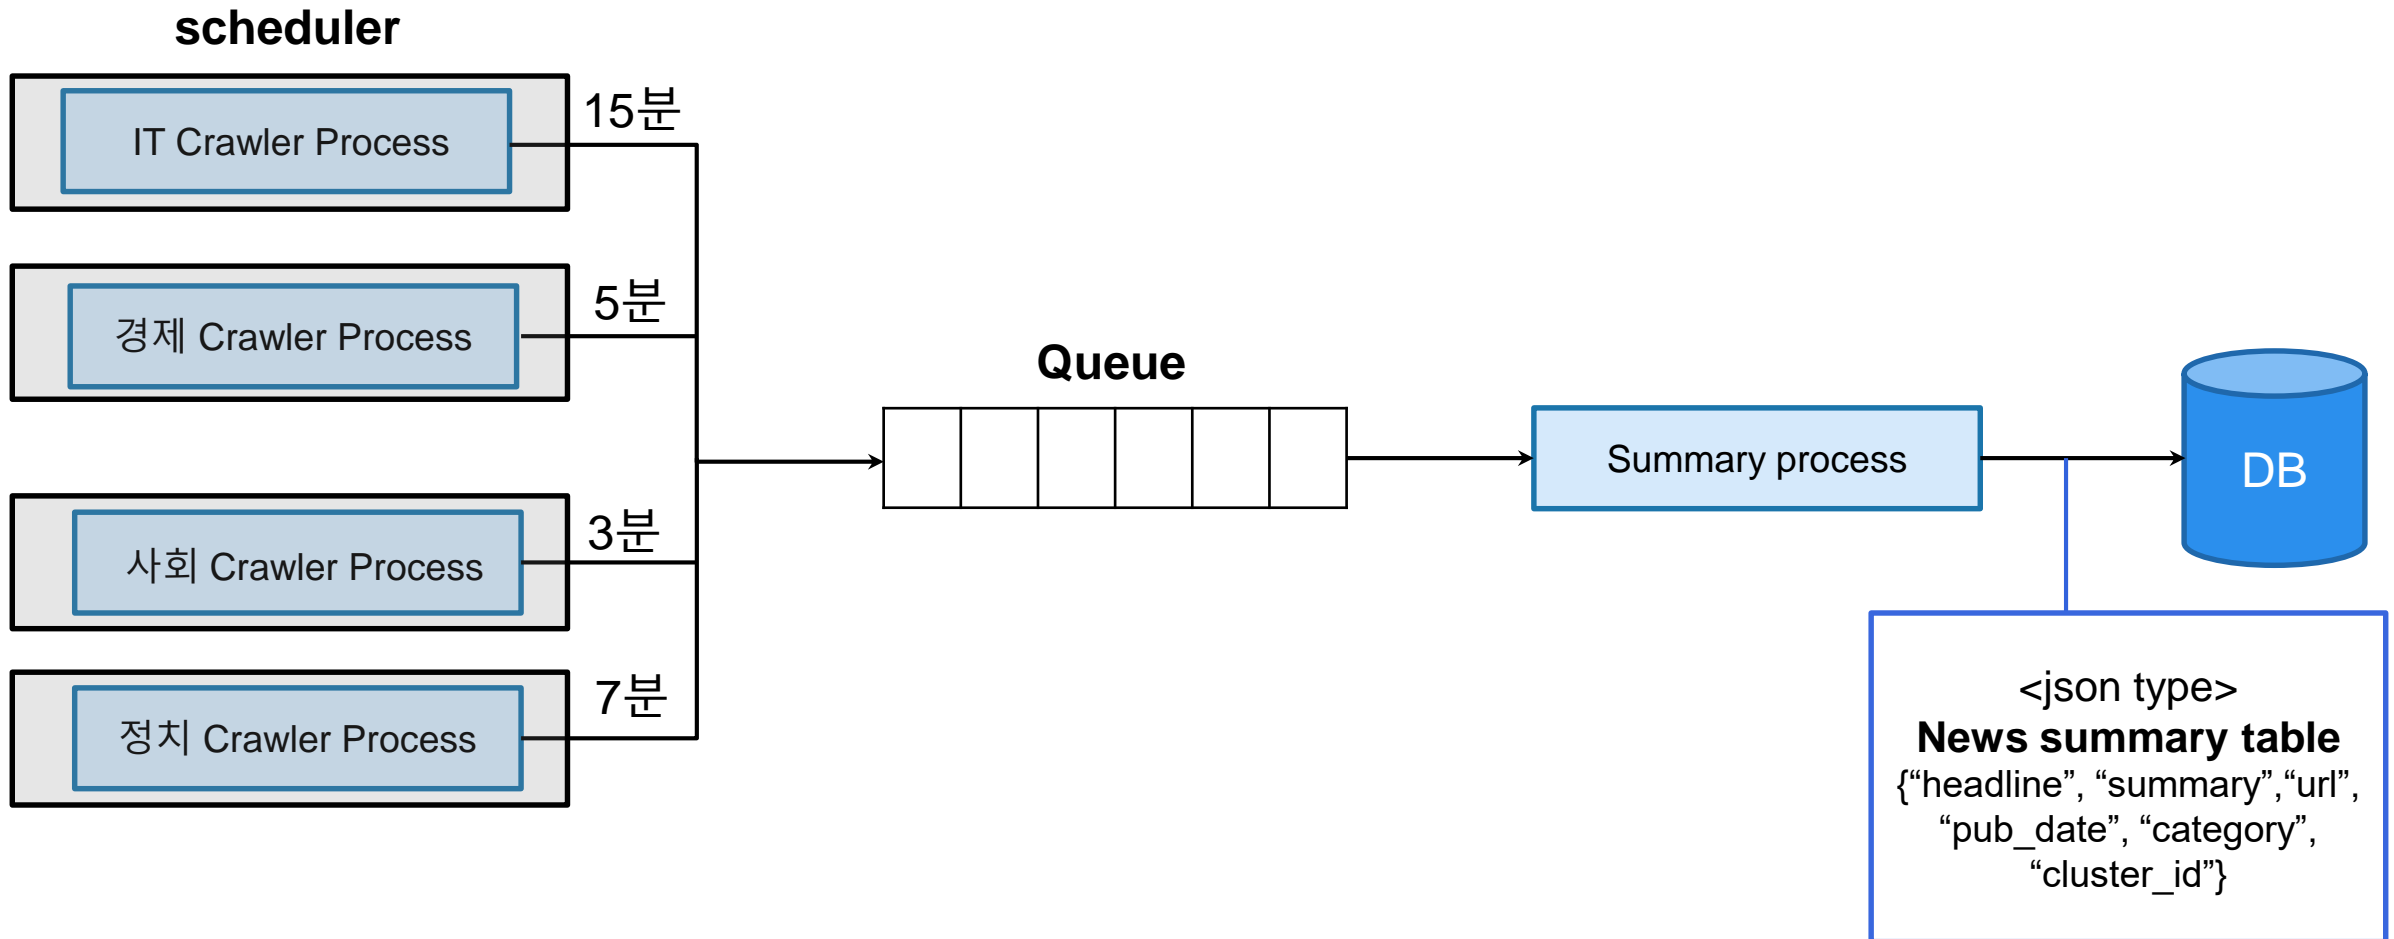 scheduler
IT Crawler Process
15분
경제 Crawler Process
5분
사회 Crawler Process
3분
정치 Crawler Process
7분
Queue
Summary process
DB
<json type>
News summary table
{“headline”, “summary”,“url”,
“pub_date”, “category”,
“cluster_id”}